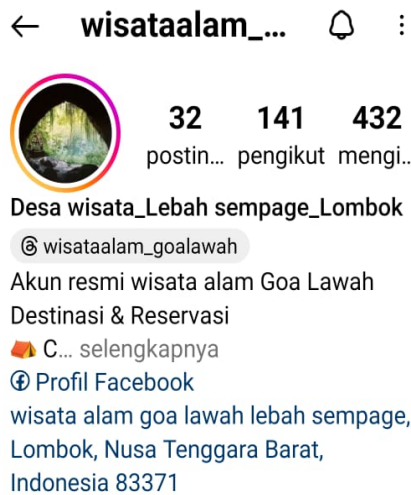 wisataalam_...
32 141 432
postin... pengikut mengi..
Desa wisata_Lebah sempage_Lombok
wisataalam_goalawah
Akun resmi wisata alam Goa Lawah
Destinasi & Reservasi
C... selengkapnya
Profil Facebook
wisata alam goa lawah lebah sempage,
Lombok, Nusa Tenggara Barat,
Indonesia 83371